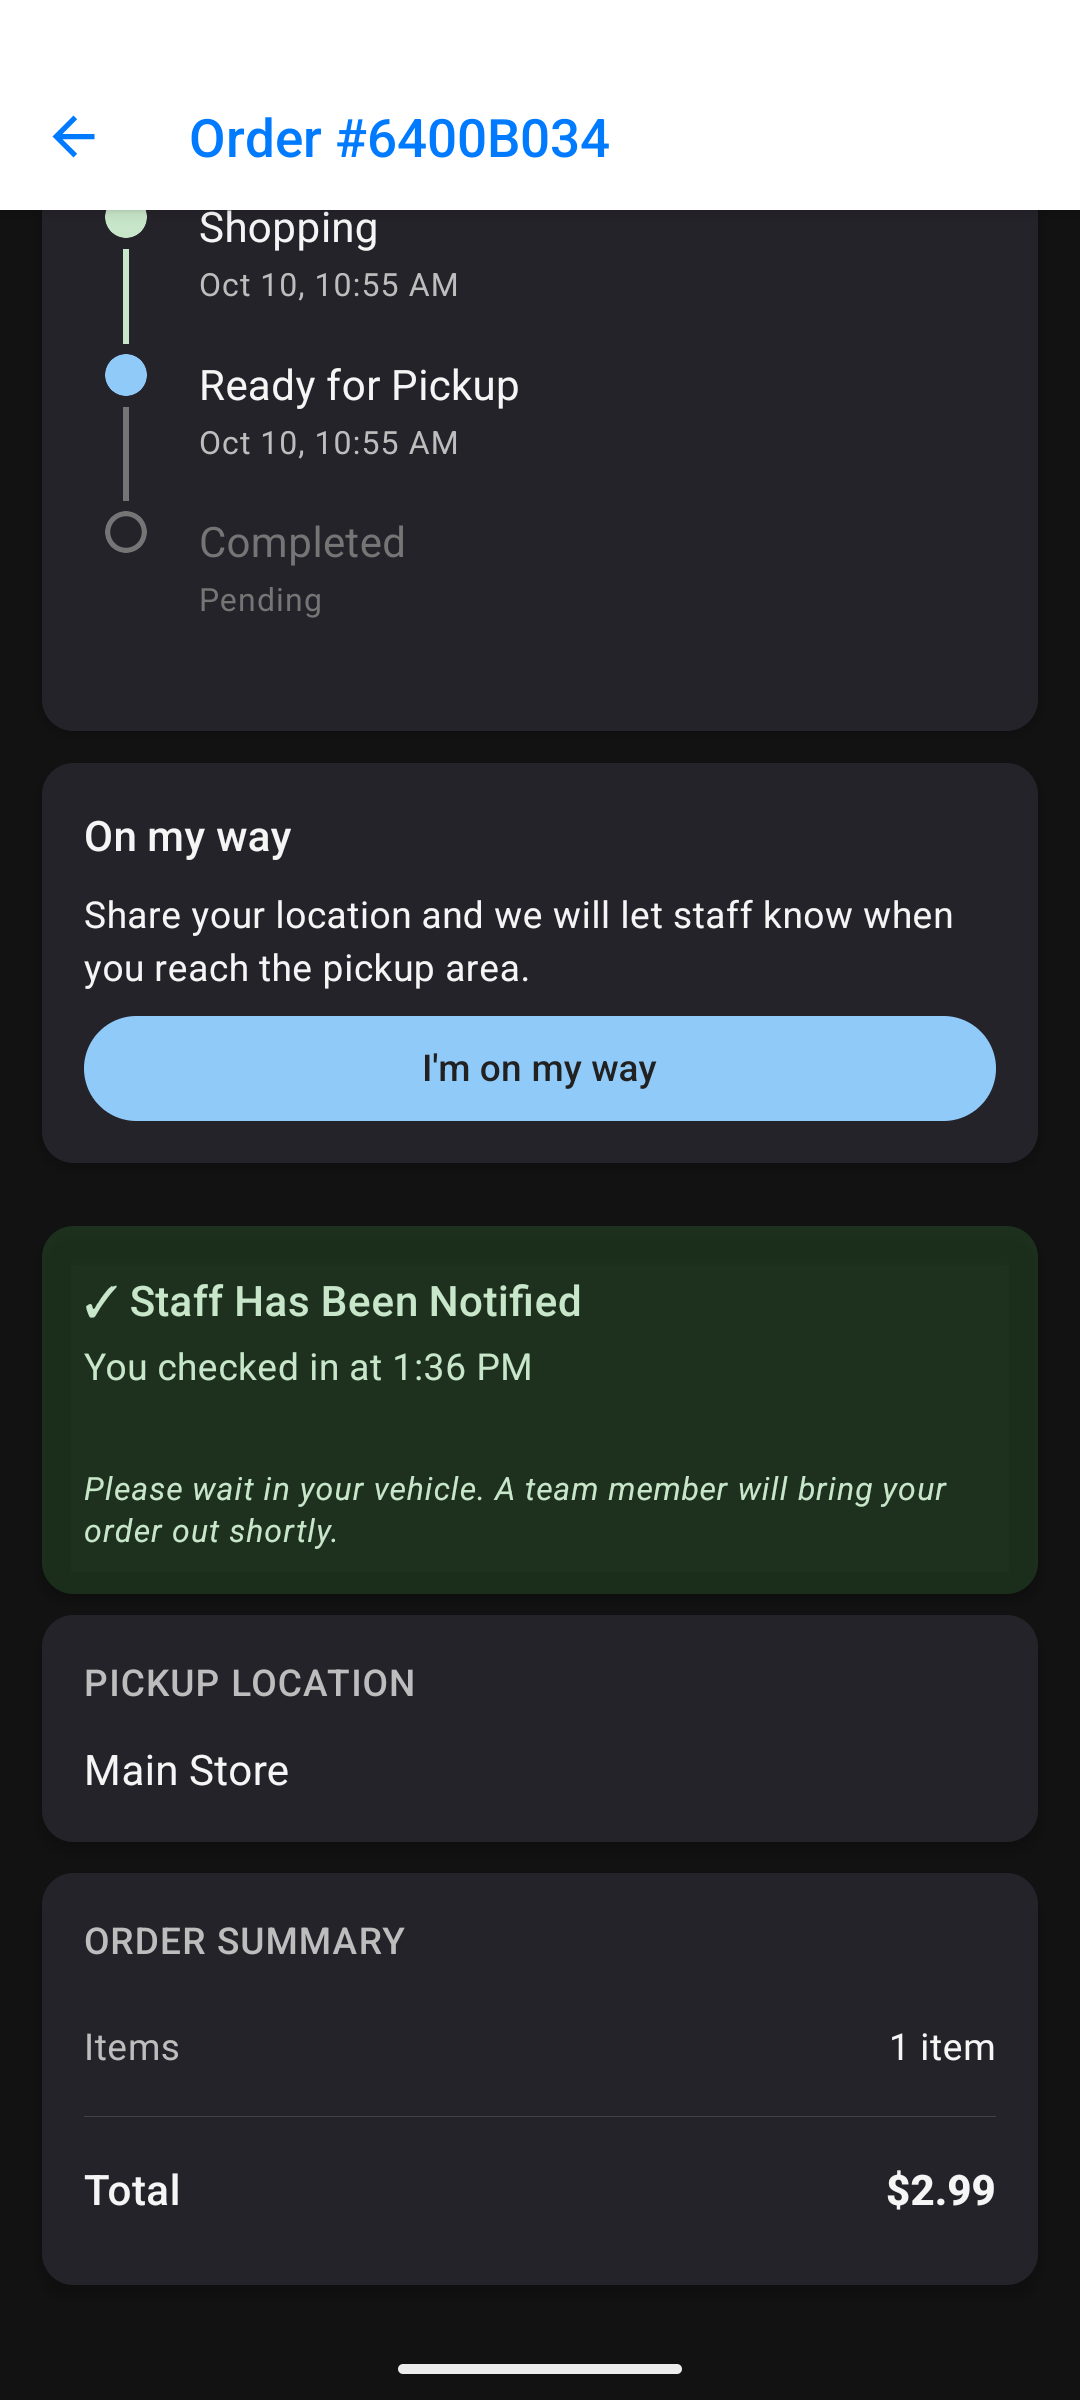 Order #6400B034
Shopping
Oct 10, 10:55 AM
Ready for Pickup
Oct 10, 10:55 AM
Completed
Pending
On my way
Share your location and we will let staff know when
you reach the pickup area.
I'm on my way
✓ Staff Has Been Notified
You checked in at 1:36 PM
Please wait in your vehicle. A team member will bring your
order out shortly.
PICKUP LOCATION
Main Store
ORDER SUMMARY
Items 1 item
Total $2.99